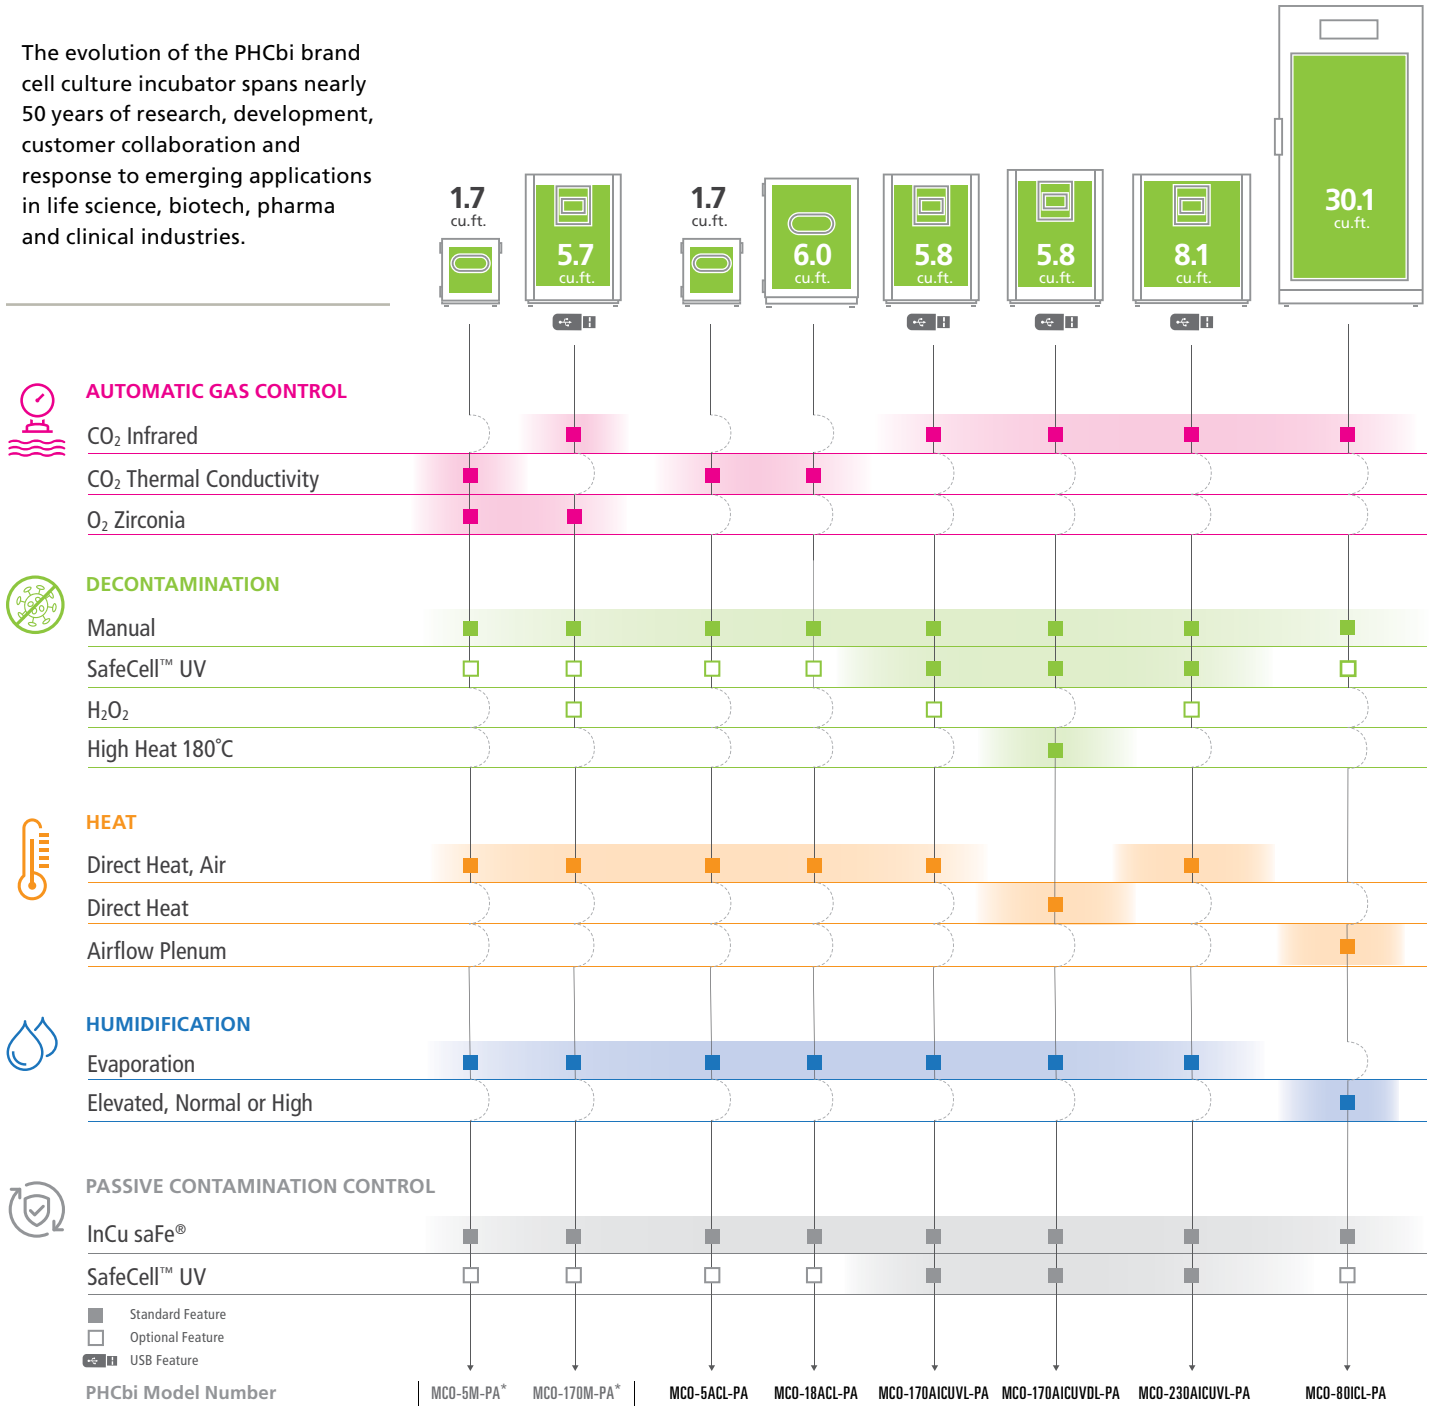 The evolution of the PHCbi brand
cell culture incubator spans nearly
50 years of research, development,
customer collaboration and
response to emerging applications
in life science, biotech, pharma
and clinical industries.
1.7
cu.ft.
5.7
cu.ft.
1.7
cu.ft.
6.0
cu.ft.
5.8
cu.ft.
5.8
cu.ft.
8.1
cu.ft.
30.1
cu.ft.
AUTOMATIC GAS CONTROL
CO₂ Infrared
CO₂ Thermal Conductivity
O₂ Zirconia
DECONTAMINATION
Manual
SafeCell™ UV
H₂O₂
High Heat 180°C
HEAT
Direct Heat, Air
Direct Heat
Airflow Plenum
HUMIDIFICATION
Evaporation
Elevated, Normal or High
PASSIVE CONTAMINATION CONTROL
InCu saFe®
SafeCell™ UV
Standard Feature
Optional Feature
USB Feature
PHCbi Model Number MCO-5M-PA* MCO-170M-PA* MCO-5ACL-PA MCO-18ACL-PA MCO-170AICUVL-PA MCO-170AICUVDL-PA MCO-230AICUVL-PA MCO-80ICL-PA